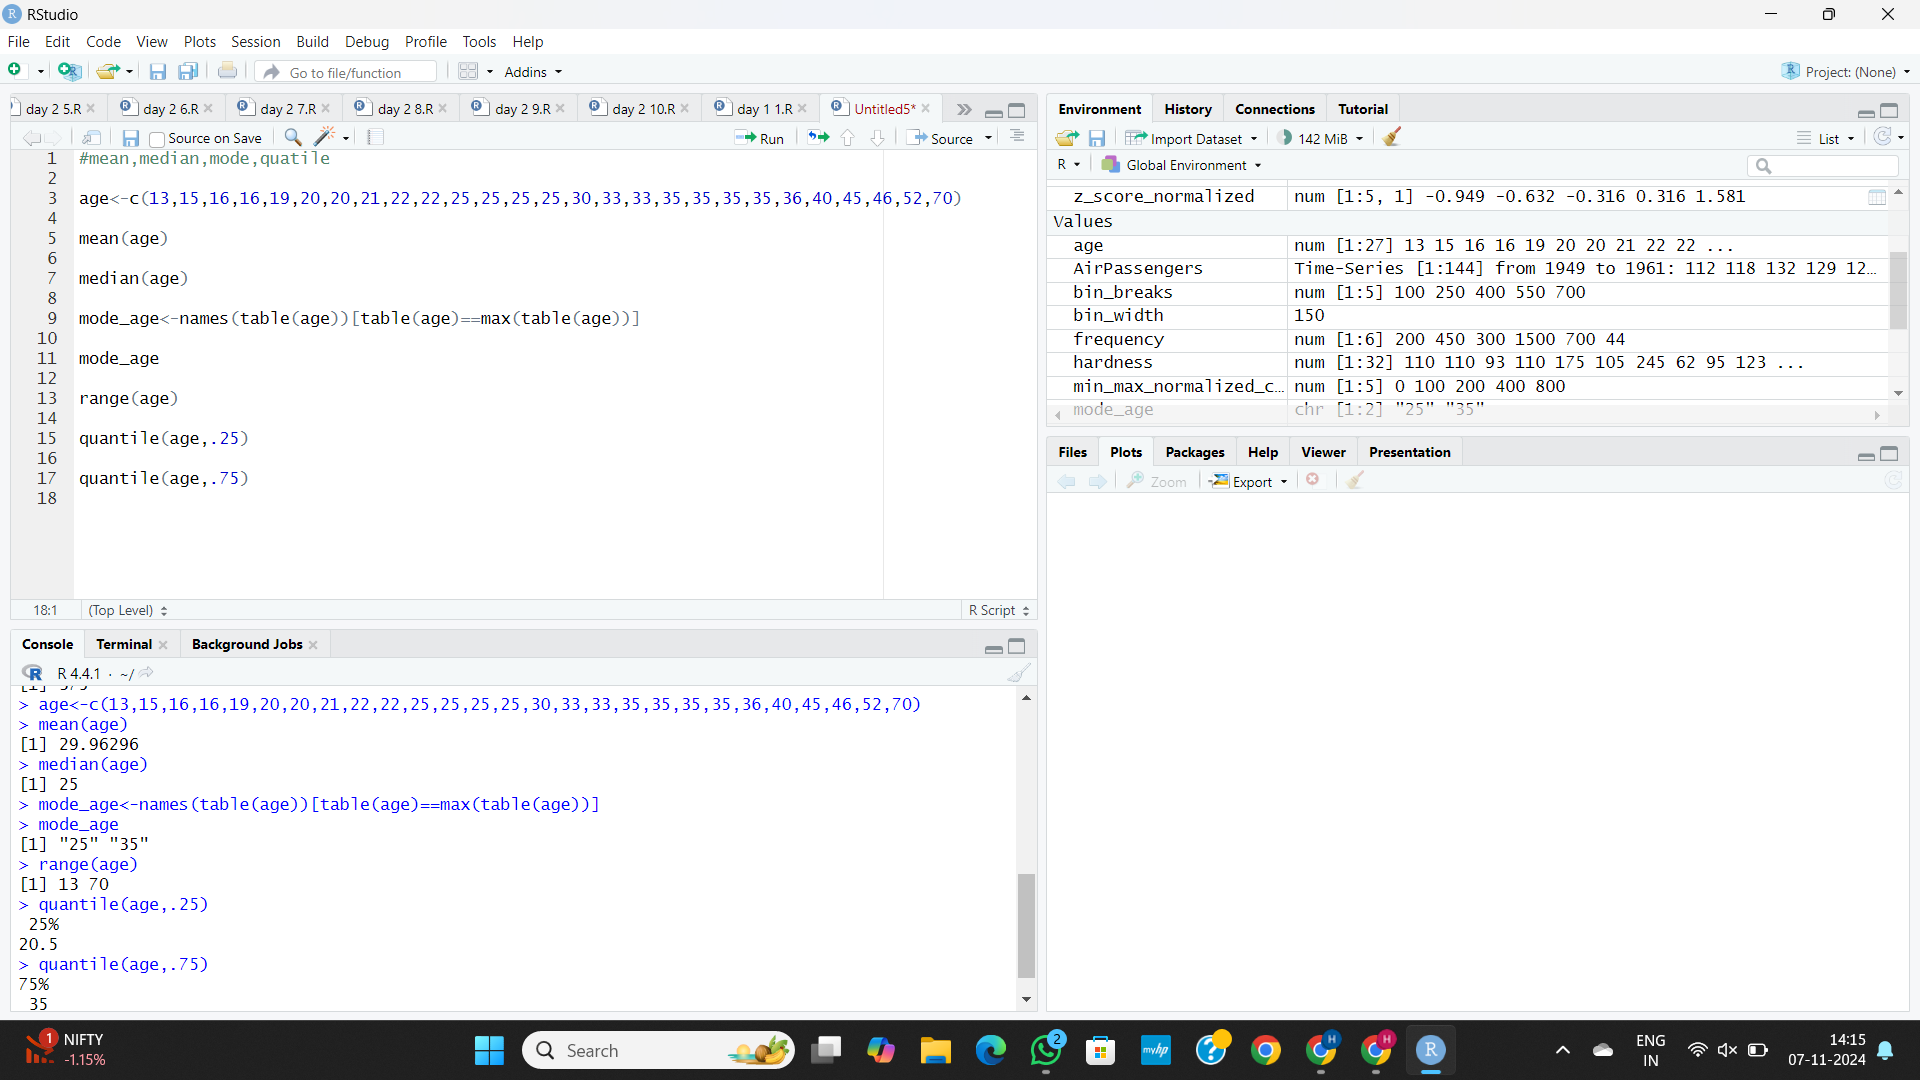 RStudio
File Edit Code View Plots Session Build Debug Profile Tools Help
Go to file/function
Addins
Project: (None)
day 2 5.R
day 2 6.R
day 2 7.R
day 2 8.R
day 2 9.R
day 2 10.R
day 1 1.R
Untitled5*
Source on Save
Run
Source
1 #mean,median,mode,quatile
2
3 age<-c(13,15,16,16,19,20,20,21,22,22,25,25,25,25,30,33,33,35,35,35,35,36,40,45,46,52,70)
4
5 mean(age)
6
7 median(age)
8
9 mode_age<-names(table(age))[table(age)==max(table(age))]
10
11 mode_age
12
13 range(age)
14
15 quantile(age,.25)
16
17 quantile(age,.75)
18
18:1 (Top Level) R Script
Console Terminal Background Jobs
R R 4.4.1 · ~/
> age<-c(13,15,16,16,19,20,20,21,22,22,25,25,25,25,30,33,33,35,35,35,35,36,40,45,46,52,70)
> mean(age)
[1] 29.96296
> median(age)
[1] 25
> mode_age<-names(table(age))[table(age)==max(table(age))]
> mode_age
[1] "25" "35"
> range(age)
[1] 13 70
> quantile(age,.25)
25%
20.5
> quantile(age,.75)
75%
35
Environment History Connections Tutorial
Import Dataset 142 MiB List
R Global Environment
z_score_normalized num [1:5, 1] -0.949 -0.632 -0.316 0.316 1.581
Values
age num [1:27] 13 15 16 16 19 20 20 21 22 22 ...
AirPassengers Time-Series [1:144] from 1949 to 1961: 112 118 132 129 12...
bin_breaks num [1:5] 100 250 400 550 700
bin_width 150
frequency num [1:6] 200 450 300 1500 700 44
hardness num [1:32] 110 110 93 110 175 105 245 62 95 123 ...
min_max_normalized_c... num [1:5] 0 100 200 400 800
mode_age chr [1:2] "25" "35"
Files Plots Packages Help Viewer Presentation
Zoom Export
1 NIFTY
-1.15%
Search
2
myhp
H
H
R
ENG
IN
14:15
07-11-2024